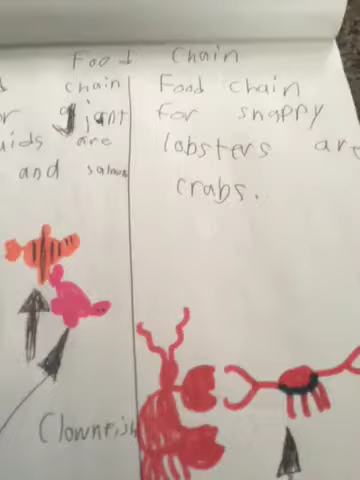 Food Chain
chain
giant
are
and salmon
Food chain
for snappy
lobsters are
crabs..
Clownfish